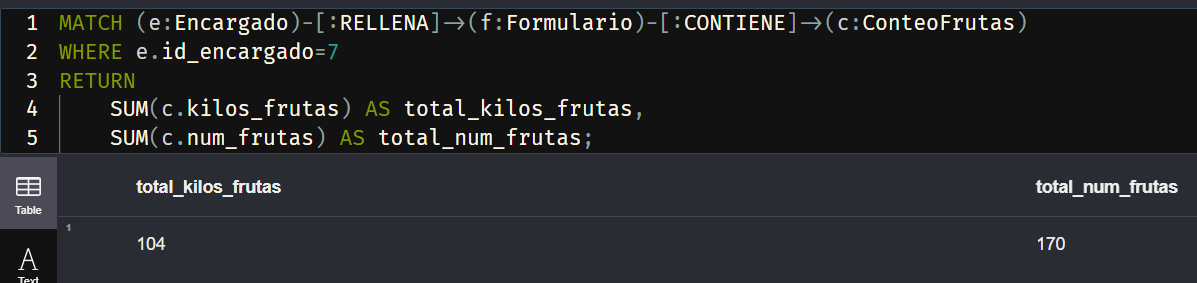 1 MATCH (e:Encargado)-[:RELLENA]→(f:Formulario)-[:CONTIENE]→(c:ConteoFrutas)
2 WHERE e.id_encargado=7
3 RETURN
4 SUM(c.kilos_frutas) AS total_kilos_frutas,
5 SUM(c.num_frutas) AS total_num_frutas;
Table
A
Text
total_kilos_frutas total_num_frutas
1
104 170